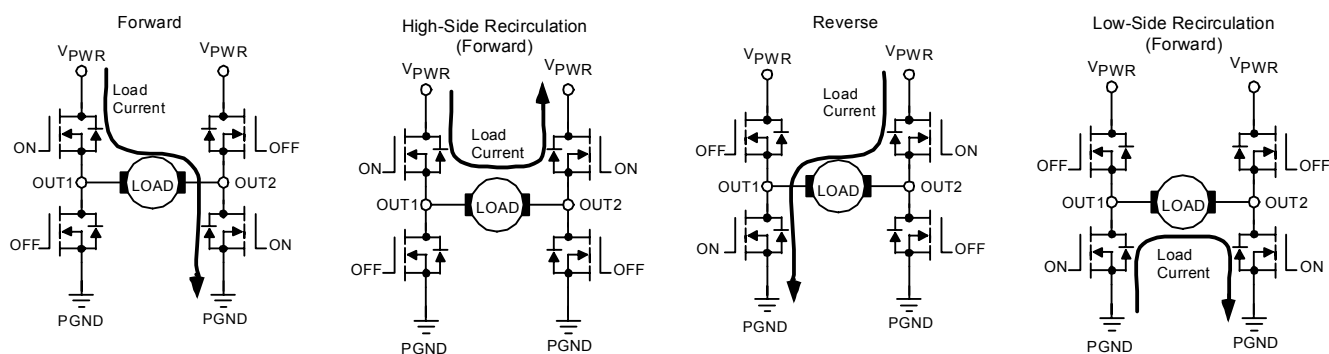 Forward
VPWR
VPWR
Load
Current
ON
OFF
OUT1
LOAD
OUT2
OFF
ON
PGND
High-Side Recirculation
(Forward)
VPWR
VPWR
Load
Current
ON
ON
OUT1
LOAD
OUT2
OFF
OFF
PGND
PGND
Reverse
VPWR
VPWR
Load
Current
OFF
ON
OUT1
LOAD
OUT2
ON
OFF
PGND
Low-Side Recirculation
(Forward)
VPWR
VPWR
OFF
OFF
OUT1
LOAD
OUT2
ON
Load
Current
ON
PGND
PGND